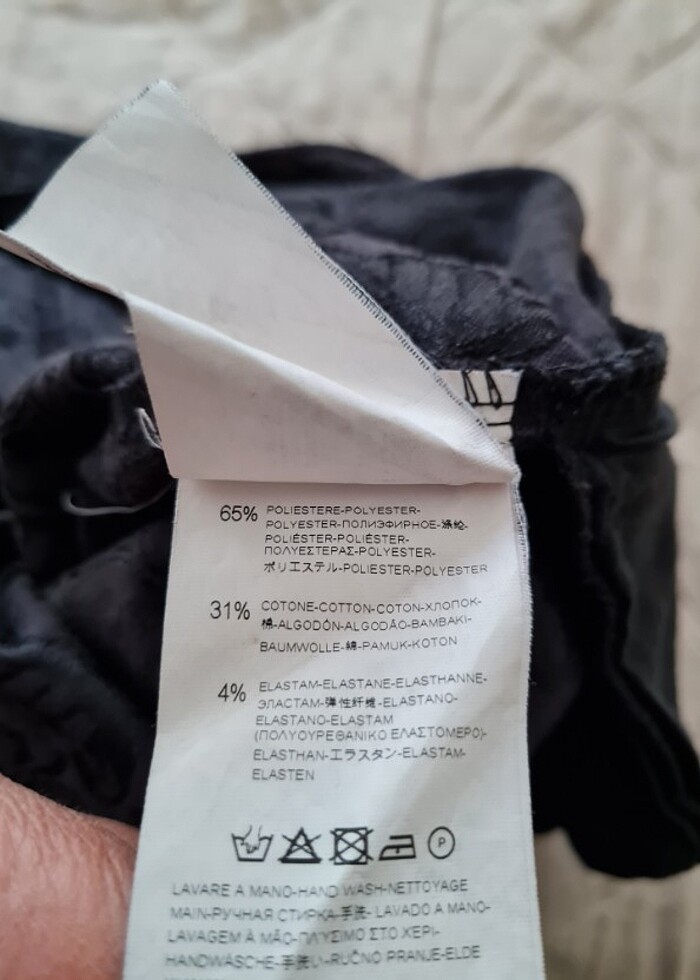 65% POLIESTERE-POLYESTER-
POLYESTER-ПОЛИЭФИРНОЕ-涤纶-
POLIÉSTER-POLIÉSTER-
ΠΟΛΥΕΣΤΕΡΑΣ-POLYESTER-
ポリエステル-POLIESTER-POLYESTER
31% COTONE-COTTON-COTON-ХЛОПОК-
棉-ALGODÓN-ALGODÃO-BAMBAKI-
BAUMWOLLE-綿-PAMUK-KOTON
4% ELASTAM-ELASTANE-ELASTHANNE-
ЭЛАСТАМ-弹性纤维-ELASTANO-
ELASTANO-ELASTAM
(ΠΟΛΥΟΥΡΕΘΑΝΙΚΟ ΕΛΑΣΤΟΜΕΡΟ)-
ELASTHAN-エラスタン-ELASTAM-
ELASTEN
P
LAVARE A MANO-HAND WASH-NETTOYAGE
MAIN-РУЧНАЯ СТИРКА-手洗- LAVADO A MANO-
LAVAGEM À MÃO-ΠΛΥΣΙΜΟ ΣΤΟ ΧΕΡΙ-
HANDWÄSCHE-手洗い-RUČNO PRANJE-ELDE